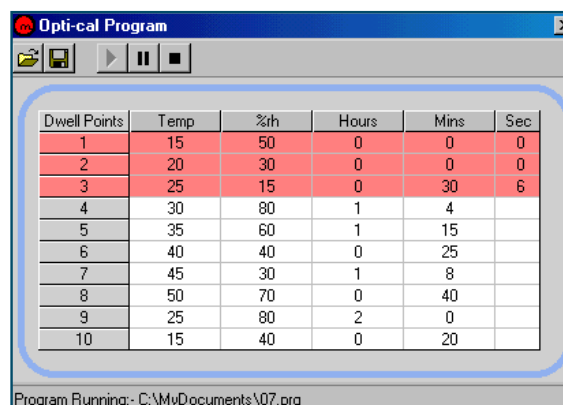 Opti-cal Program
Dwell Points Temp %rh Hours Mins Sec
1 15 50 0 0 0
2 20 30 0 0 0
3 25 15 0 30 6
4 30 80 1 4
5 35 60 1 15
6 40 40 0 25
7 45 30 1 8
8 50 70 0 40
9 25 80 2 0
10 15 40 0 20
Program Running:- C:\MyDocuments\07.prg